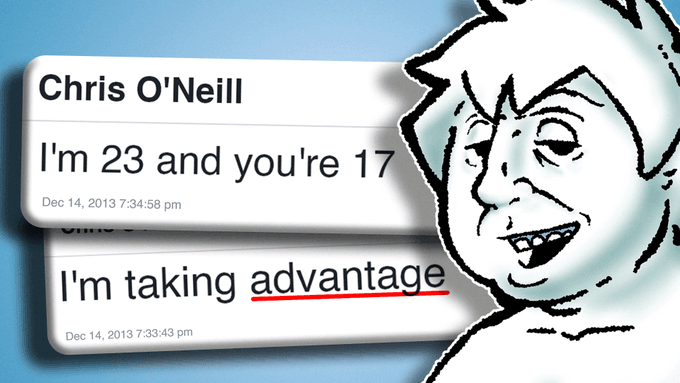 Chris O'Neill
I'm 23 and you're 17
Dec 14, 2013 7:34:58 pm
I'm taking advantage
Dec 14, 2013 7:33:43 pm